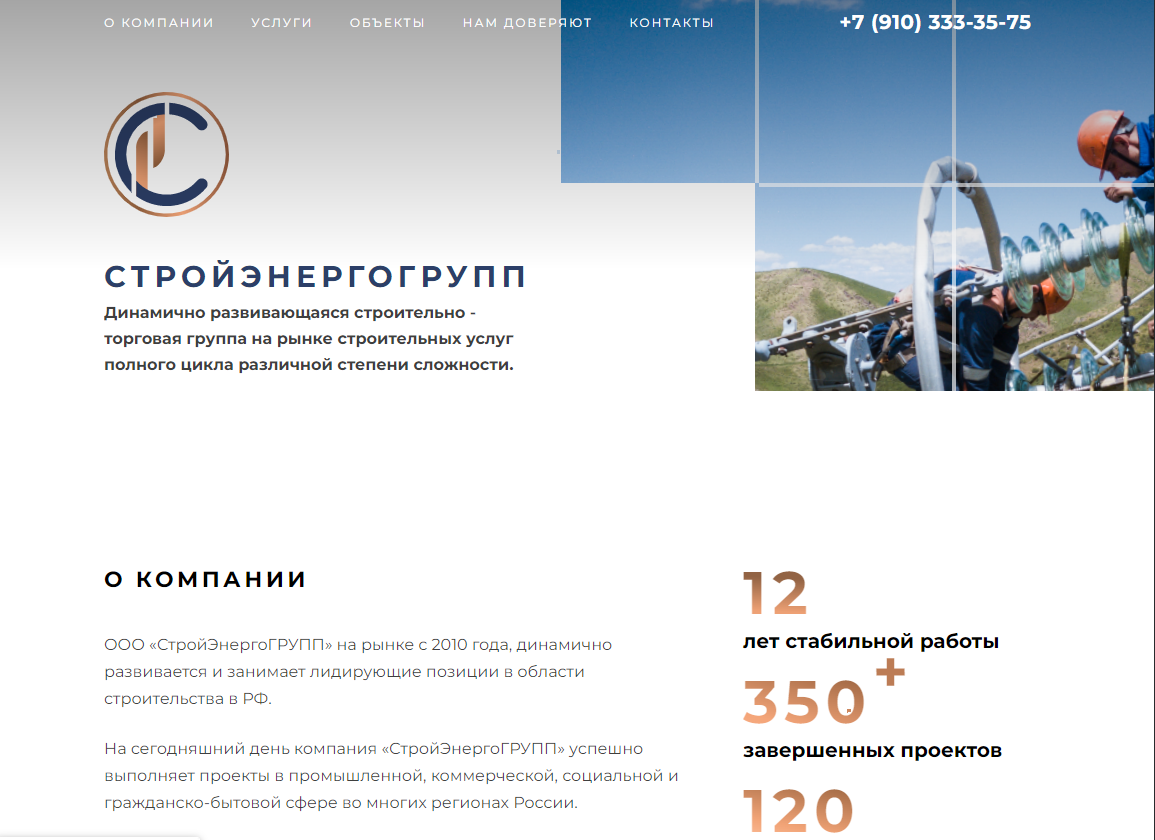 О КОМПАНИИ УСЛУГИ ОБЪЕКТЫ НАМ ДОВЕРЯЮТ КОНТАКТЫ +7 (910) 333-35-75
СТРОЙЭНЕРГОГРУПП
Динамично развивающаяся строительно -
торговая группа на рынке строительных услуг
полного цикла различной степени сложности.
О КОМПАНИИ
ООО «СтройЭнергоГРУПП» на рынке с 2010 года, динамично
развивается и занимает лидирующие позиции в области
строительства в РФ.
На сегодняшний день компания «СтройЭнергоГРУПП» успешно
выполняет проекты в промышленной, коммерческой, социальной и
гражданско-бытовой сфере во многих регионах России.
12
лет стабильной работы
350+
завершенных проектов
120